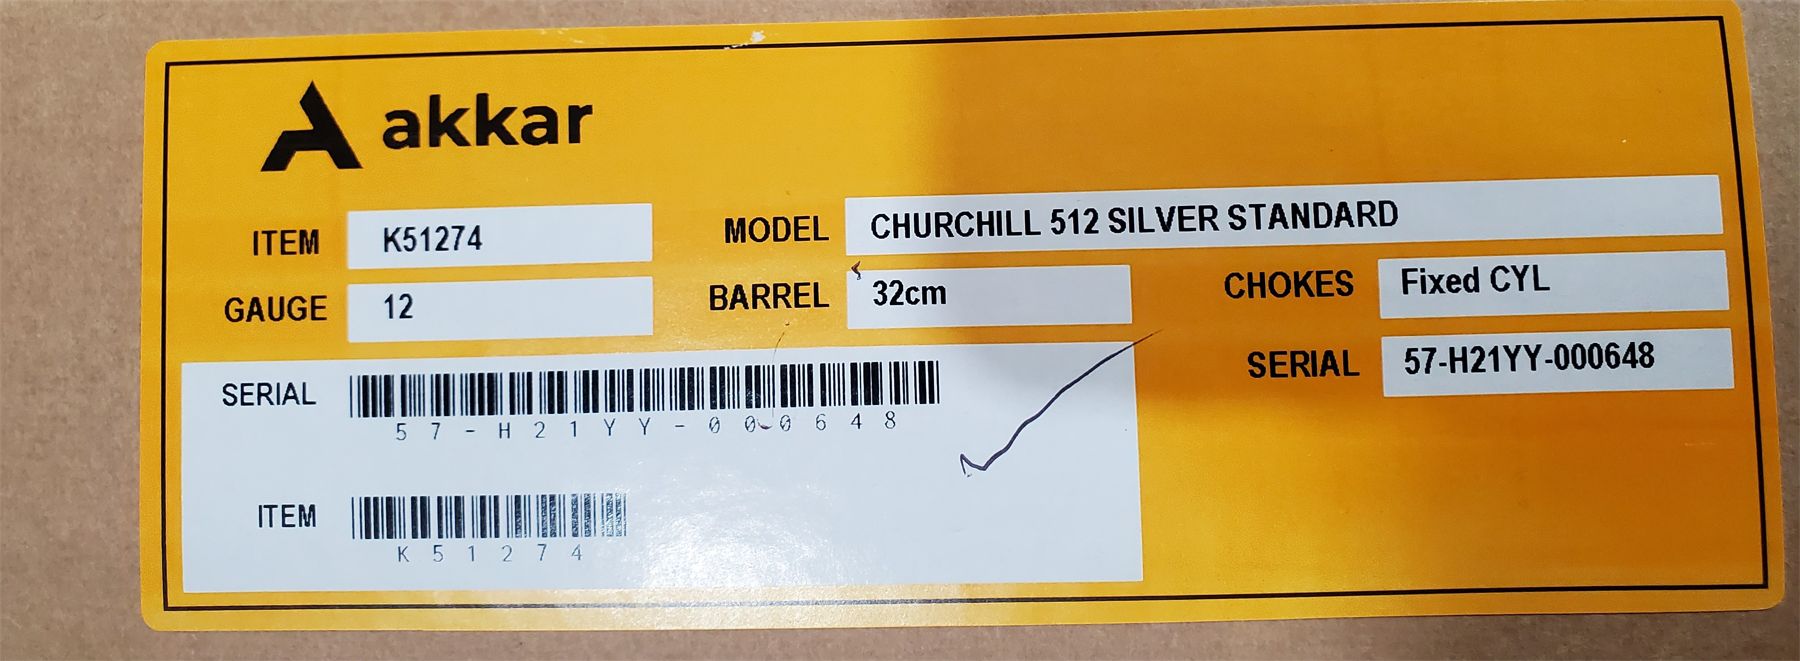 akkar
ITEM K51274 MODEL CHURCHILL 512 SILVER STANDARD
GAUGE 12 BARREL 32cm CHOKES Fixed CYL
SERIAL 57-H21YY-000648
SERIAL
57-H21YY-000648
ITEM
K51274